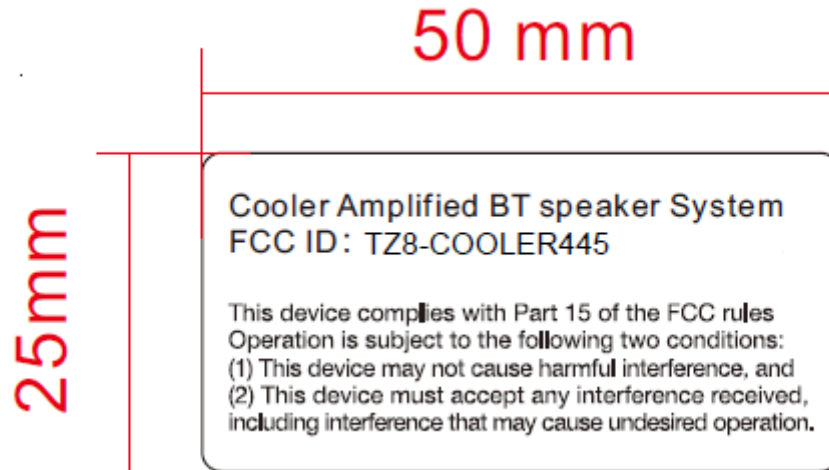 50 mm
25mm
Cooler Amplified BT speaker System
FCC ID: TZ8-COOLER445
This device complies with Part 15 of the FCC rules
Operation is subject to the following two conditions:
(1) This device may not cause harmful interference, and
(2) This device must accept any interference received,
including interference that may cause undesired operation.